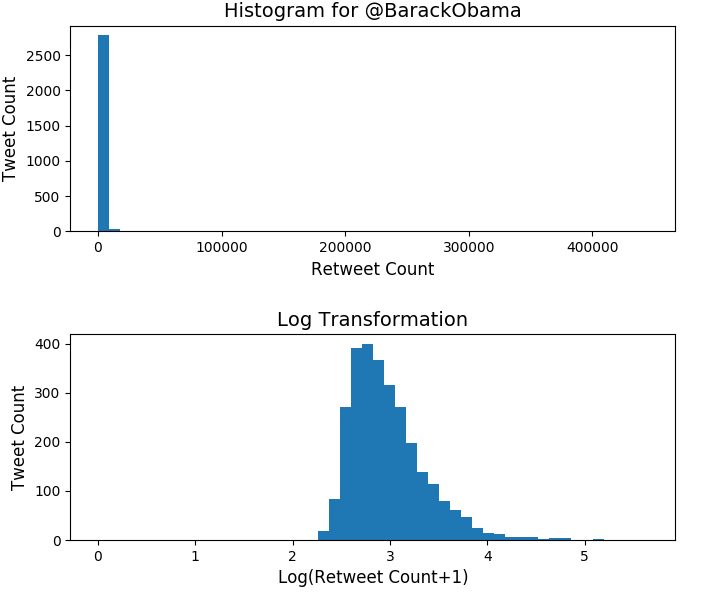 Histogram for @BarackObama
Tweet Count
2500
2000
1500
1000
500
0
0 100000 200000 300000 400000
Retweet Count
Log Transformation
Tweet Count
400
300
200
100
0
0 1 2 3 4 5
Log(Retweet Count+1)